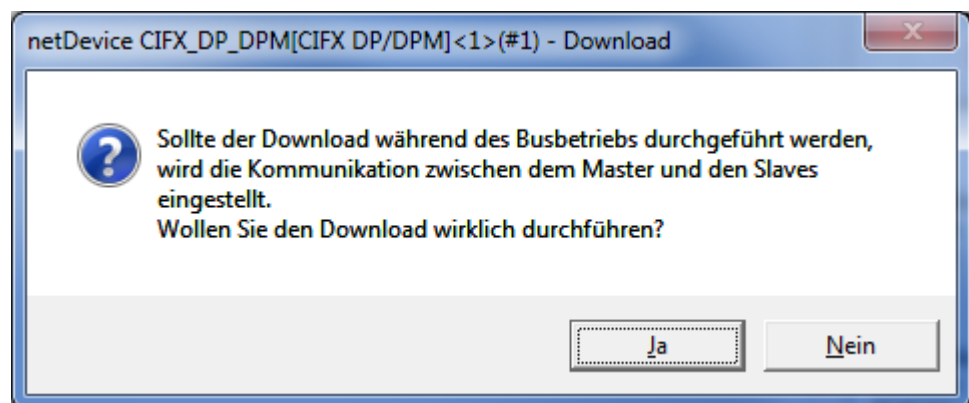 netDevice CIFX_DP_DPM[CIFX DP/DPM]<1>(#1) - Download
Sollte der Download während des Busbetriebs durchgeführt werden,
wird die Kommunikation zwischen dem Master und den Slaves
eingestellt.
Wollen Sie den Download wirklich durchführen?
Ja
Nein